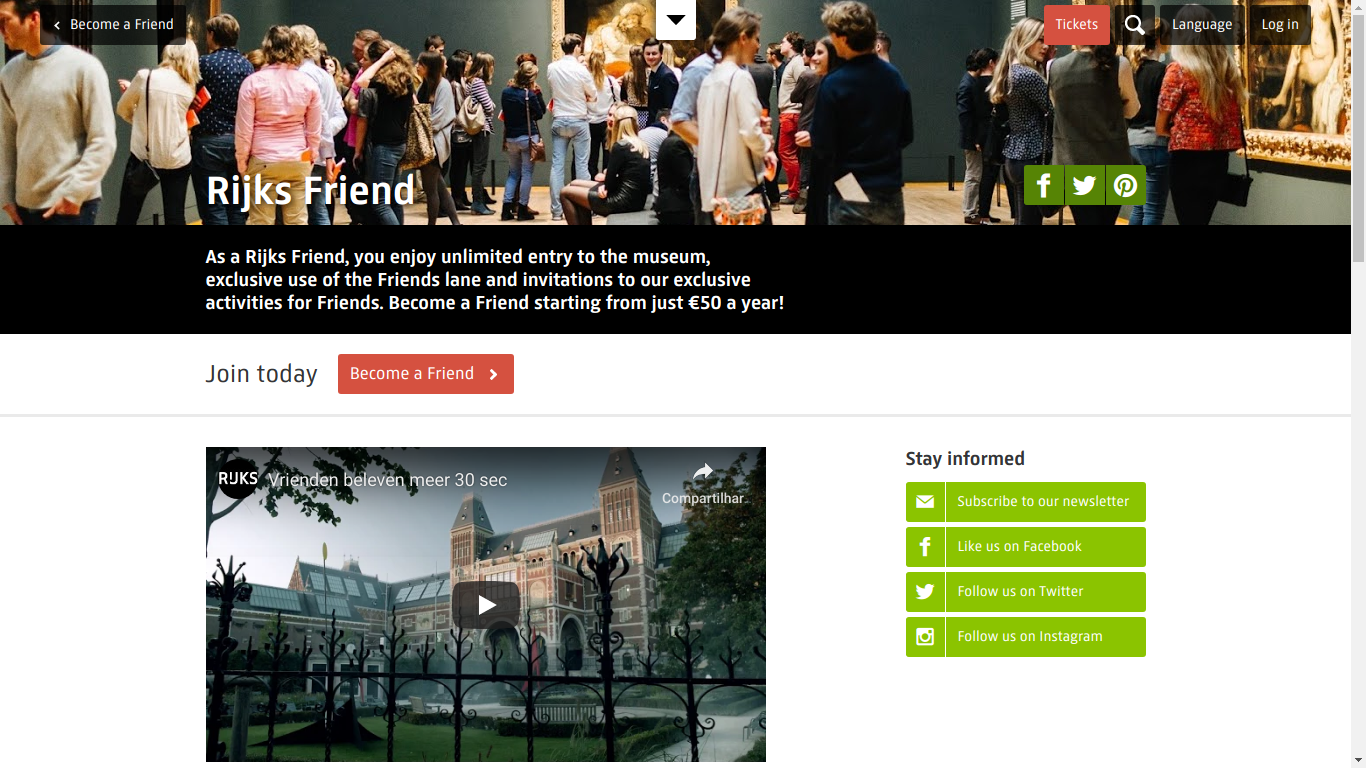 Become a Friend
Tickets
Language
Log in
Rijks Friend
As a Rijks Friend, you enjoy unlimited entry to the museum,
exclusive use of the Friends lane and invitations to our exclusive
activities for Friends. Become a Friend starting from just €50 a year!
Join today
Become a Friend
RIJKS
Vrienden beleven meer 30 sec
Compartilhar
Stay informed
Subscribe to our newsletter
Like us on Facebook
Follow us on Twitter
Follow us on Instagram